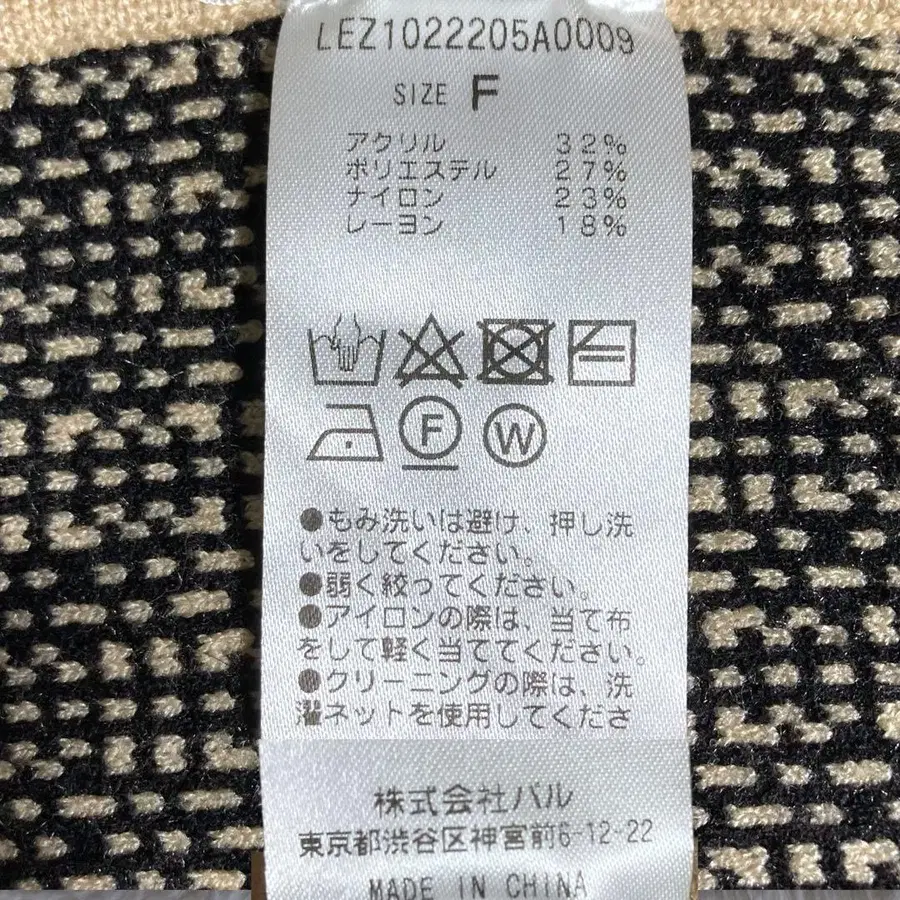 LEZ1022205A0009
SIZE F
アクリル 32%
ポリエステル 27%
ナイロン 23%
レーヨン 18%
F
W
●もみ洗いは避け、押し洗
いをしてください。
●弱く絞ってください。
●アイロンの際は、当て布
をして軽く当ててください。
●クリーニングの際は、洗
濯ネットを使用してくださ
株式会社バル
東京都渋谷区神宮前6-12-22
MADE IN CHINA